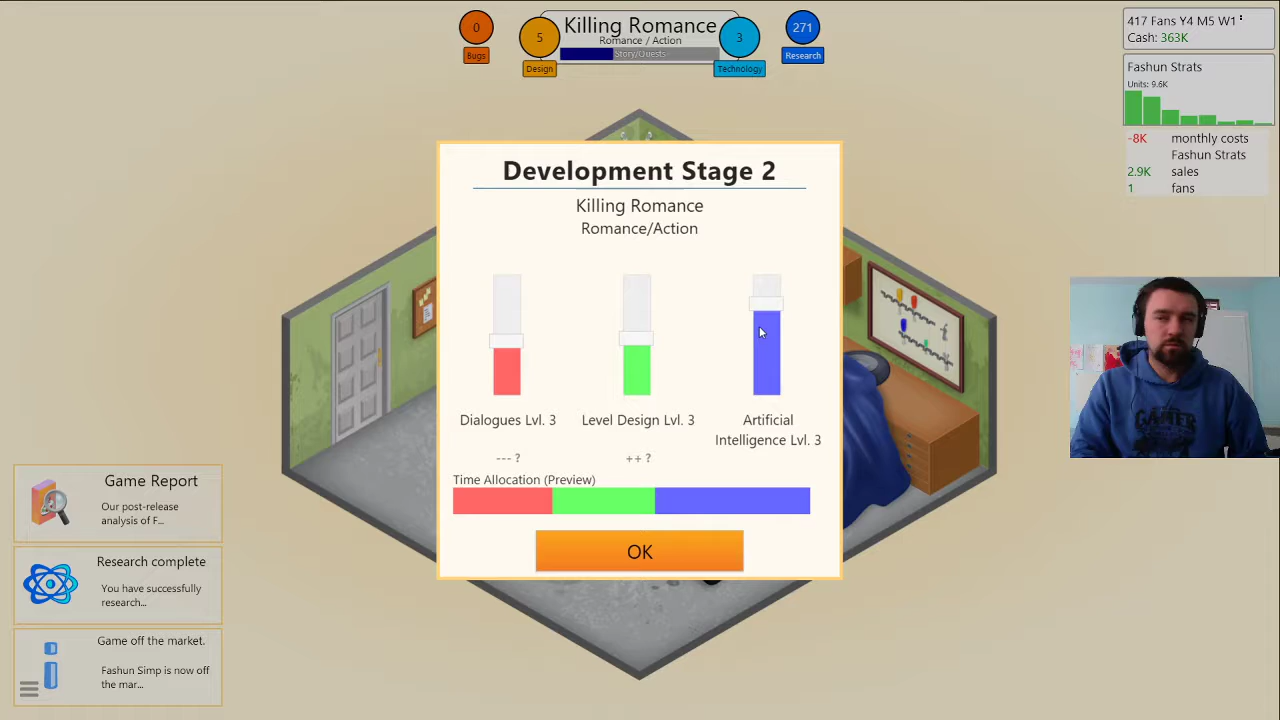 0
Bugs
5
Design
Killing Romance
Romance / Action
Story/Quests
3
Technology
271
Research
417 Fans Y4 M5 W1
Cash: 363K
Fashun Strats
Units: 9.6K
-8K monthly costs
Fashun Strats
2.9K sales
1 fans
Development Stage 2
Killing Romance
Romance/Action
Dialogues Lvl. 3
Level Design Lvl. 3
Artificial
Intelligence Lvl. 3
--- ?
++ ?
Time Allocation (Preview)
OK
Game Report
Our post-release
analysis of F...
Research complete
You have successfully
research...
Game off the market.
Fashun Simp is now off
the mar...